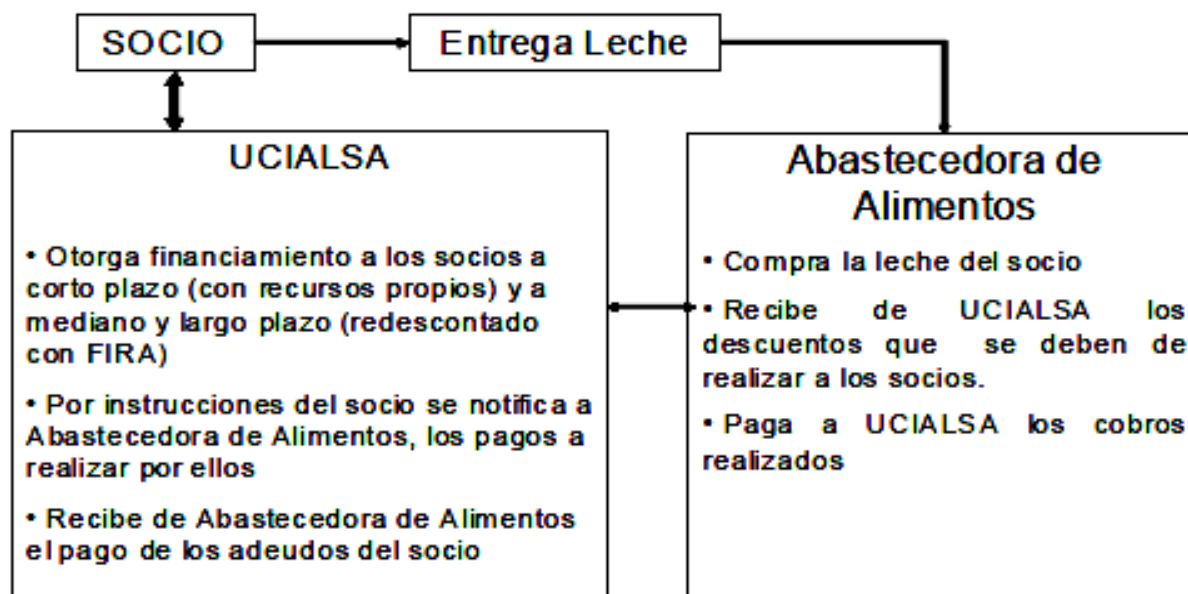 SOCIO
Entrega Leche
UCIALSA
• Otorga financiamiento a los socios a
corto plazo (con recursos propios) y a
mediano y largo plazo (redescontado
con FIRA)
• Por instrucciones del socio se notifica a
Abastecedora de Alimentos, los pagos a
realizar por ellos
• Recibe de Abastecedora de Alimentos
el pago de los adeudos del socio
Abastecedora de
Alimentos
• Compra la leche del socio
• Recibe de UCIALSA los
descuentos que se deben de
realizar a los socios.
• Paga a UCIALSA los cobros
realizados